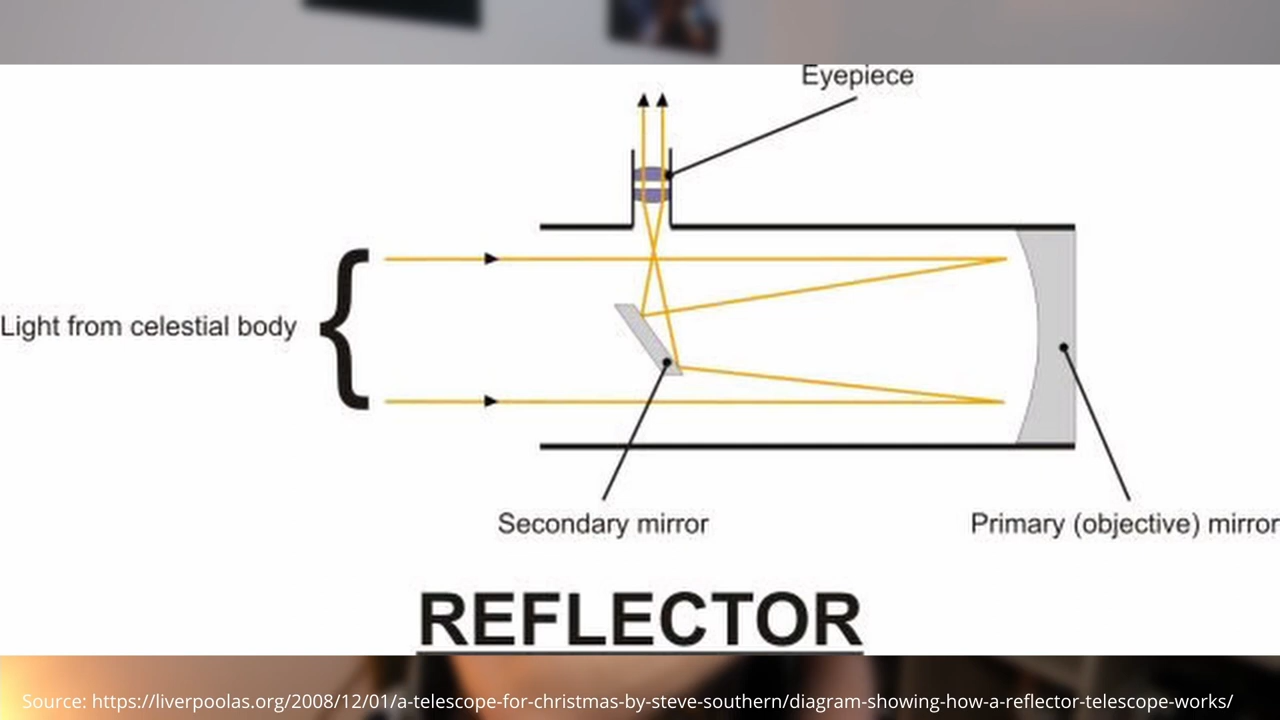 Eyepiece
Light from celestial body
Secondary mirror
Primary (objective) mirror
REFLECTOR
Source: https://liverpoolas.org/2008/12/01/a-telescope-for-christmas-by-steve-southern/diagram-showing-how-a-reflector-telescope-works/